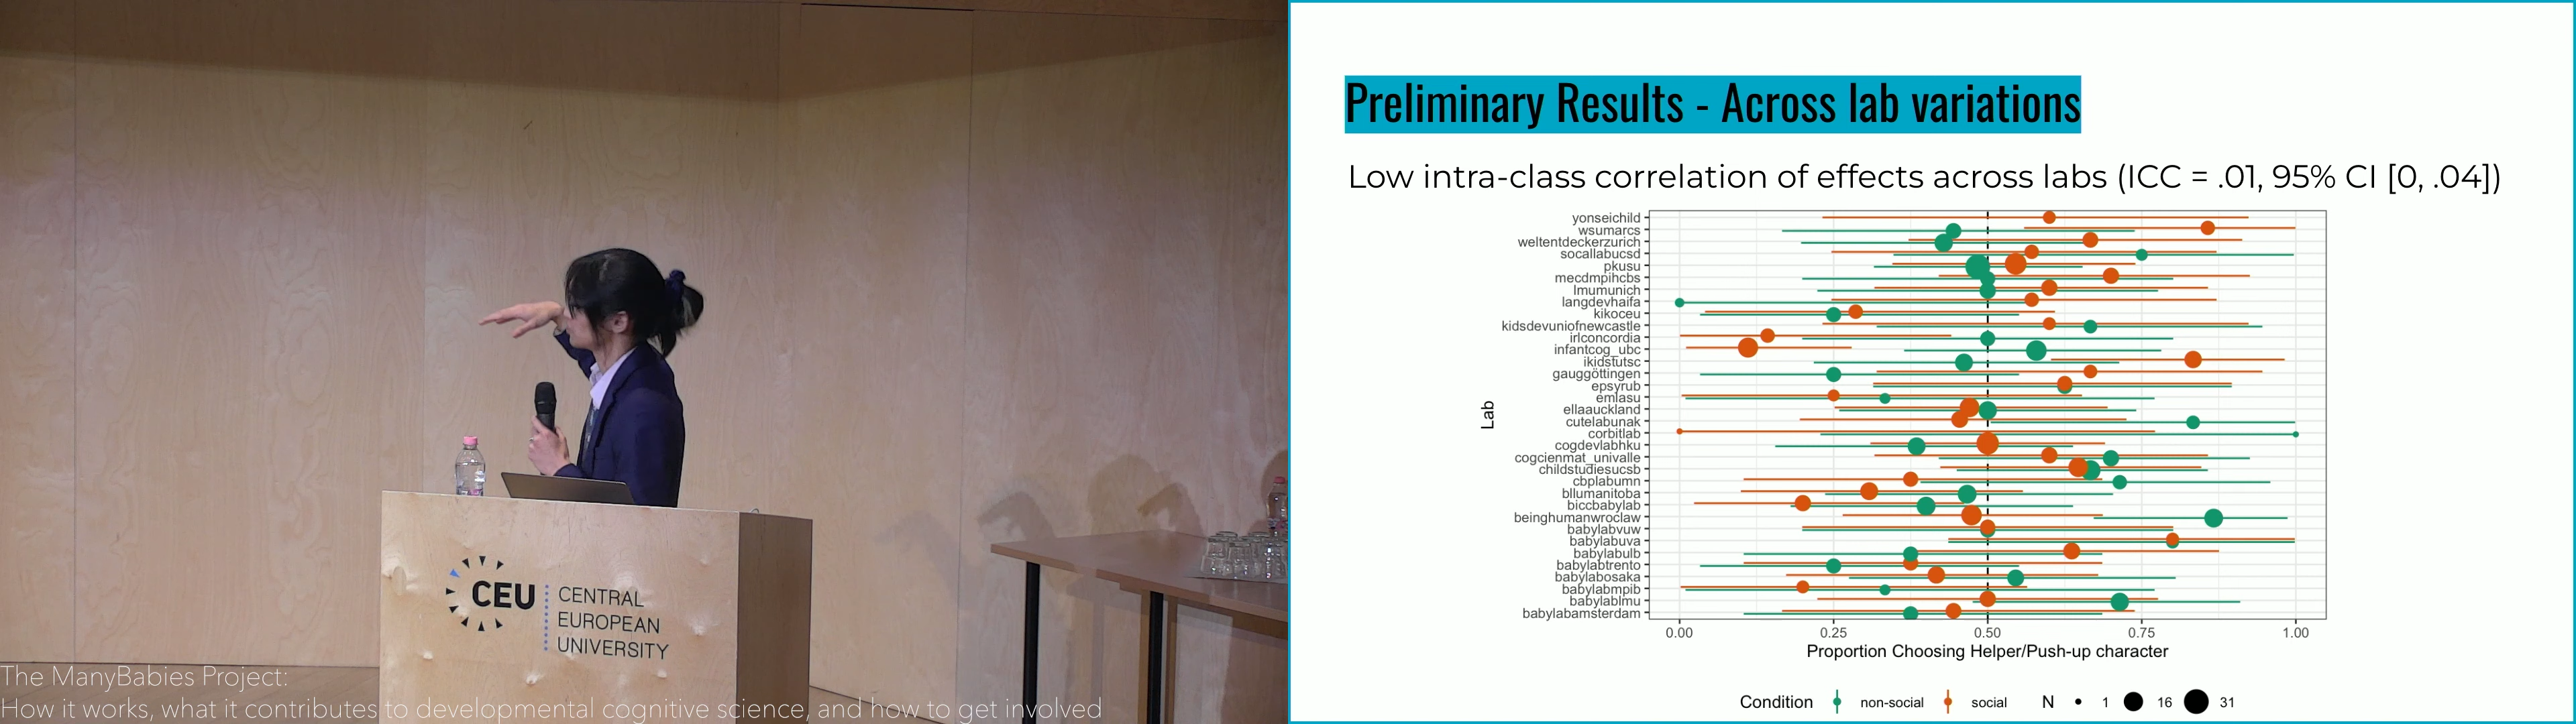 CEU
CENTRAL
EUROPEAN
UNIVERSITY
The ManyBabies Project:
How it works, what it contributes to developmental cognitive science, and how to get involved
Preliminary Results - Across lab variations
Low intra-class correlation of effects across labs (ICC = .01, 95% CI [0, .04])
Lab
yonseichild
wsumarcs
weltentdeckerzurich
socallabucsd
pkusu
mecdmpihcbs
lmumunich
langdevhaifa
kikoceu
kidsdevuniofnewcastle
irlconcordia
infantcog_ubc
ikidstutsc
gauggöttingen
epsyrub
emlasu
ellaauckland
cutelabunak
corbitlab
cogdevlabhku
cogcienmat_univalle
childstudiesucsb
cbplabumn
bllumanitoba
biccbabylab
beinghumanwroclaw
babylabvuw
babylabuva
babylabulb
babylabtrento
babylabosaka
babylabmpib
babylablmu
babylabamsterdam
0.00 0.25 0.50 0.75 1.00
Proportion Choosing Helper/Push-up character
Condition non-social social N 1 16 31